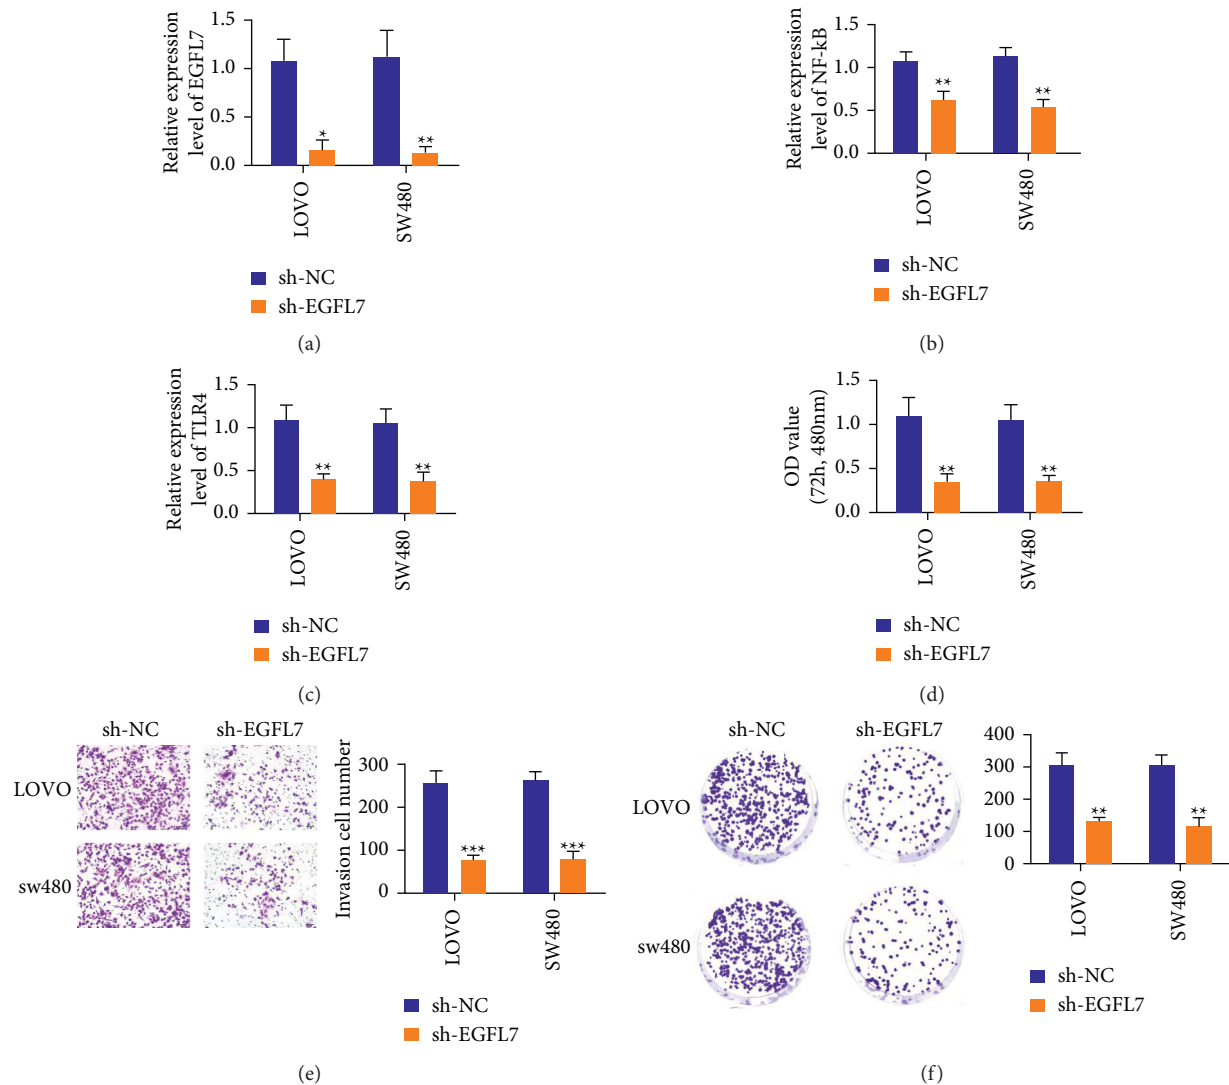 Relative expression
level of EGFL7
1.5
1.0
0.5
0.0
*
**
LOVO
SW480
sh-NC
sh-EGFL7
(a)
Relative expression
level of NF-kB
1.5
1.0
0.5
0.0
**
**
LOVO
SW480
sh-NC
sh-EGFL7
(b)
Relative expression
level of TLR4
1.5
1.0
0.5
0.0
**
**
LOVO
SW480
sh-NC
sh-EGFL7
(c)
OD value
(72h, 480nm)
1.5
1.0
0.5
0.0
**
**
LOVO
SW480
sh-NC
sh-EGFL7
(d)
sh-NC
sh-EGFL7
LOVO
sw480
Invasion cell number
300
200
100
0
***
***
LOVO
SW480
sh-NC
sh-EGFL7
(e)
sh-NC
sh-EGFL7
LOVO
sw480
400
300
200
100
0
**
**
LOVO
SW480
sh-NC
sh-EGFL7
(f)